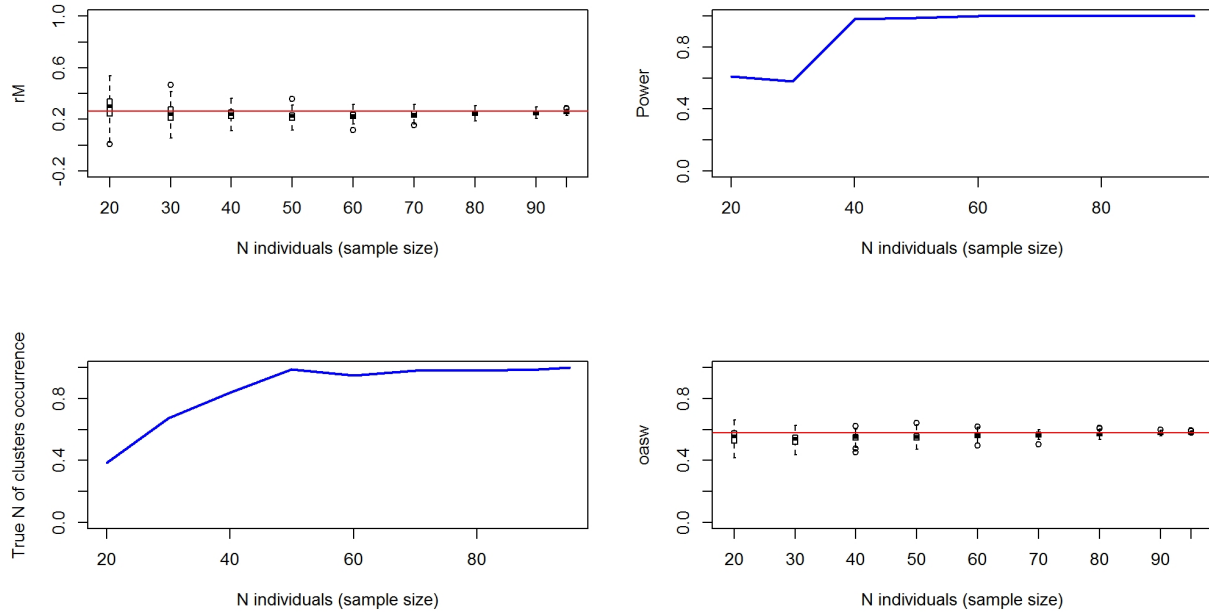 rM
1.0
0.6
0.2
-0.2
20 30 40 50 60 70 80 90
N individuals (sample size)
Power
0.8
0.4
0.0
20 40 60 80
N individuals (sample size)
True N of clusters occurrence
0.8
0.4
0.0
20 40 60 80
N individuals (sample size)
oasw
0.8
0.4
0.0
20 30 40 50 60 70 80 90
N individuals (sample size)